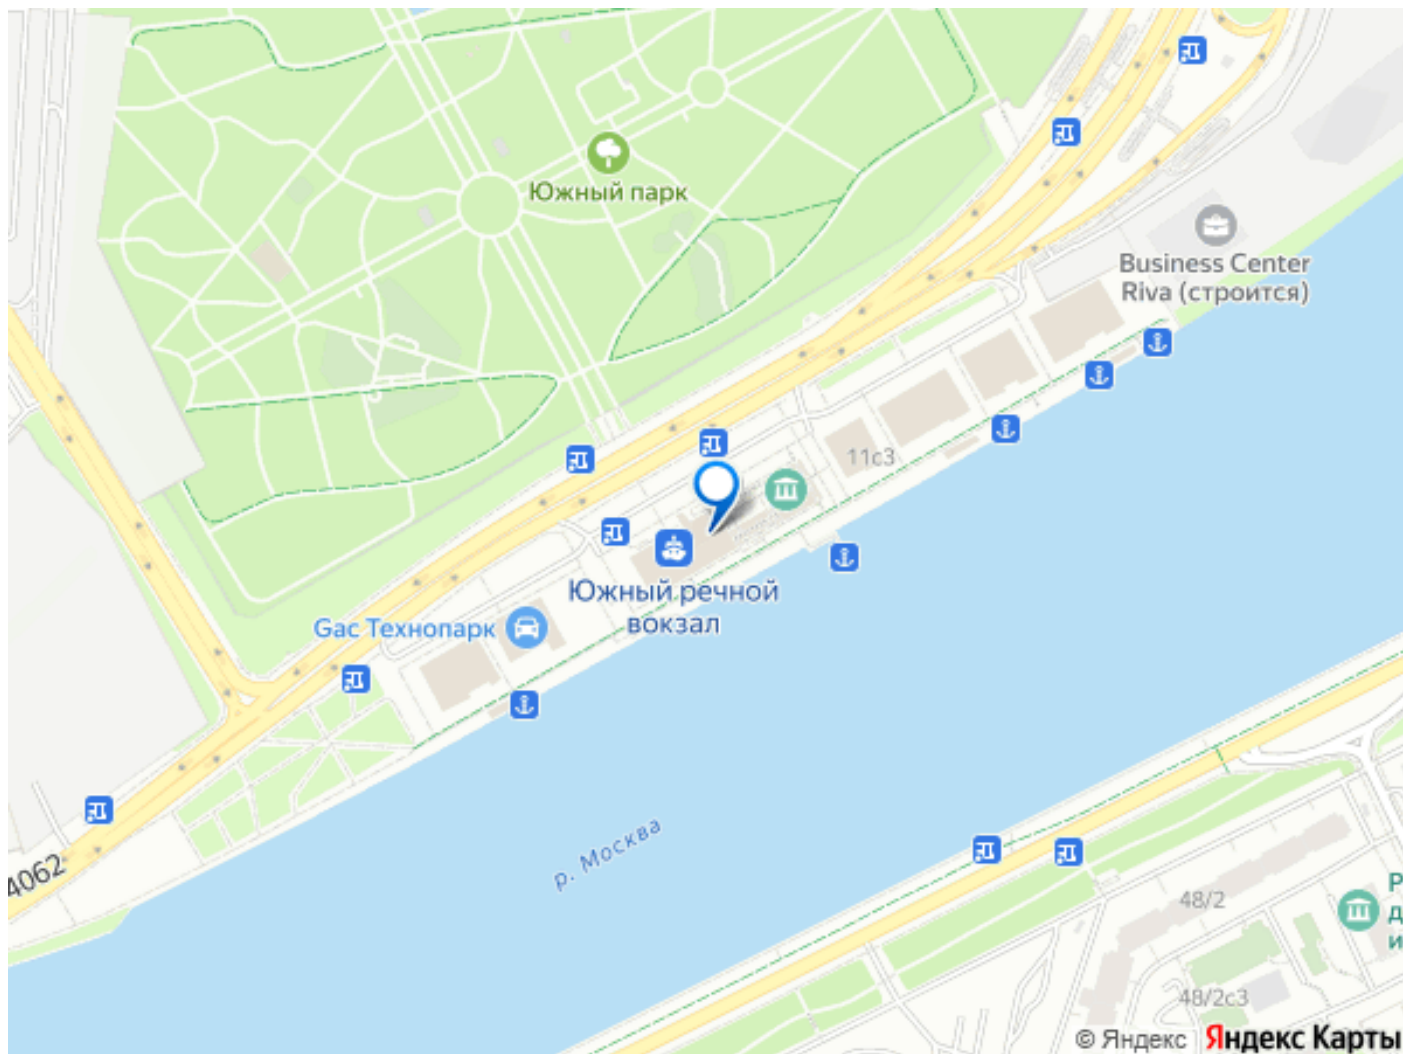 Южный парк
Business Center
Riva (строится)
11с3
Южный речной
вокзал
Gac Технопарк
р. Москва
4062
48/2
Р
д
и
48/2с3
© Яндекс
Яндекс Карты